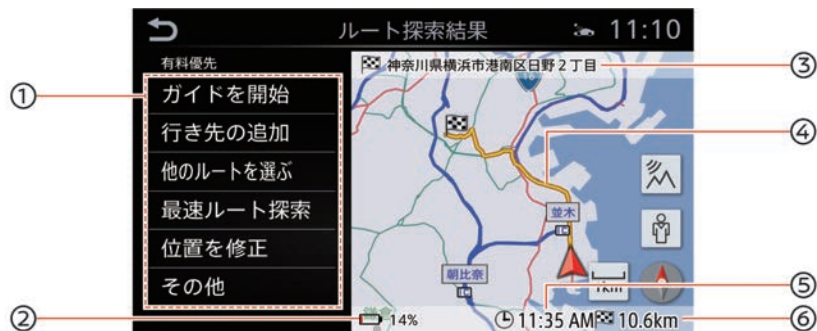 ルート探索結果
11:10
有料優先
ガイドを開始
行き先の追加
他のルートを選ぶ
最速ルート探索
位置を修正
その他
神奈川県横浜市港南区日野2丁目
並木
朝比奈
1km
14%
11:35 AM
10.6km
①
②
③
④
⑤
⑥